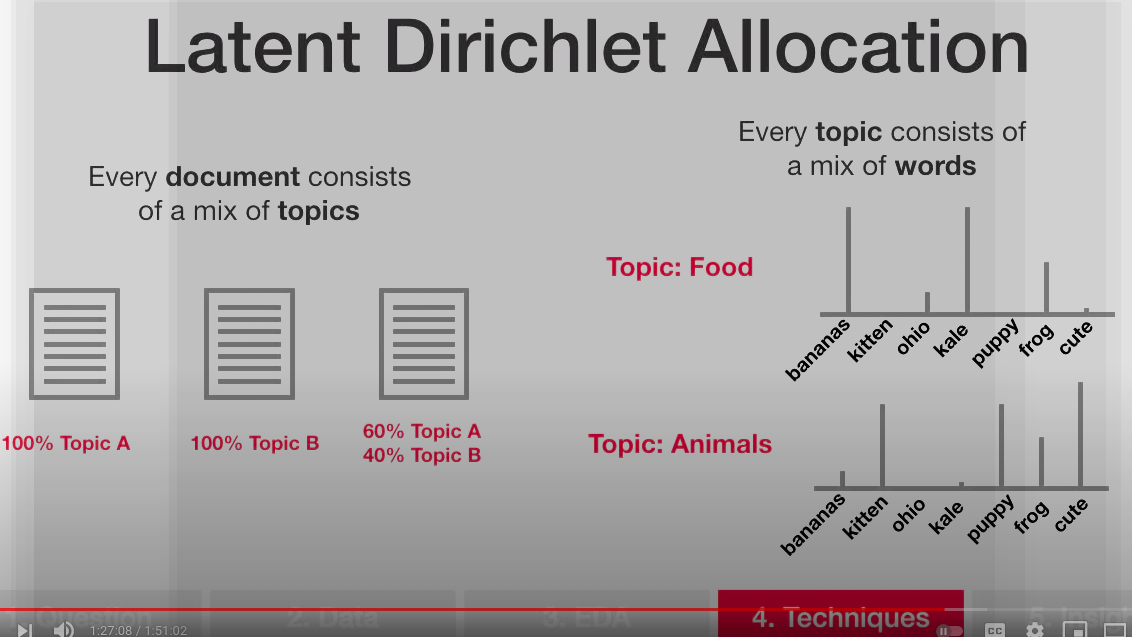 Latent Dirichlet Allocation
Every document consists
of a mix of topics
100% Topic A
100% Topic B
60% Topic A
40% Topic B
Every topic consists of
a mix of words
Topic: Food
bananas kitten ohio kale puppy frog cute
Topic: Animals
bananas kitten ohio kale puppy frog cute
Question 2. Data 3. EDA 4. Techniques 5.
1:27:08 / 1:51:02
CC